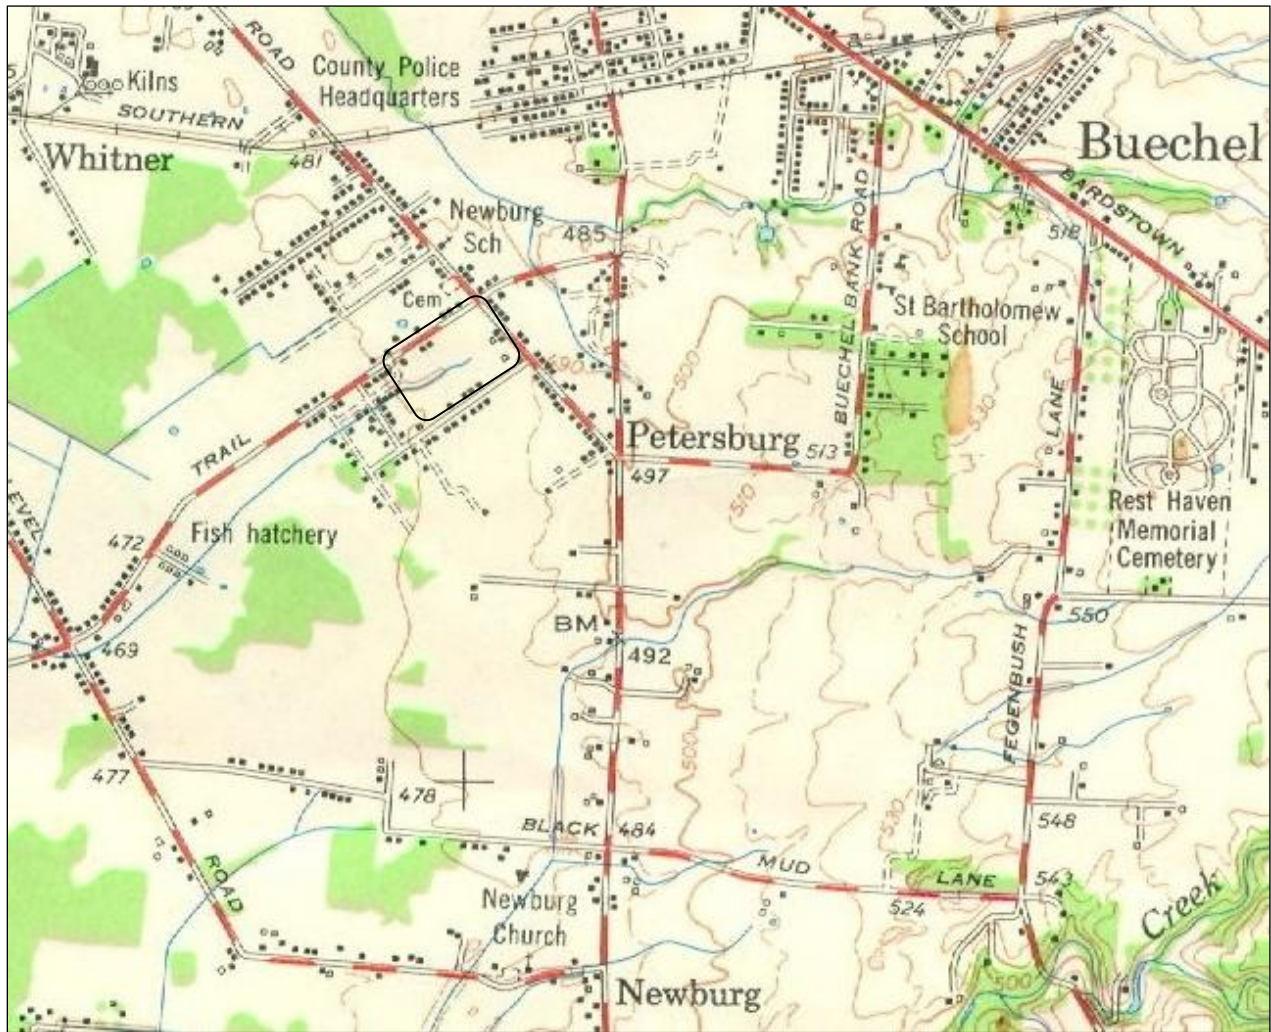 ROAD
County Police
Headquarters
Kilns
SOUTHERN
Whitner
481
Buechel
BARDSTOWN
Newburg
Sch
485
518
BUECHEL BANK ROAD
Cem
St Bartholomew
School
490
500
530
LANE
Petersburg
513
497
510
TRAIL
EVEL
Fish hatchery
472
Rest Haven
Memorial
Cemetery
BM
492
550
469
FEGENBUSH
477
478
500
530
548
BLACK
484
MUD
LANE
543
524
ROAD
Newburg
Church
Creek
500
Newburg